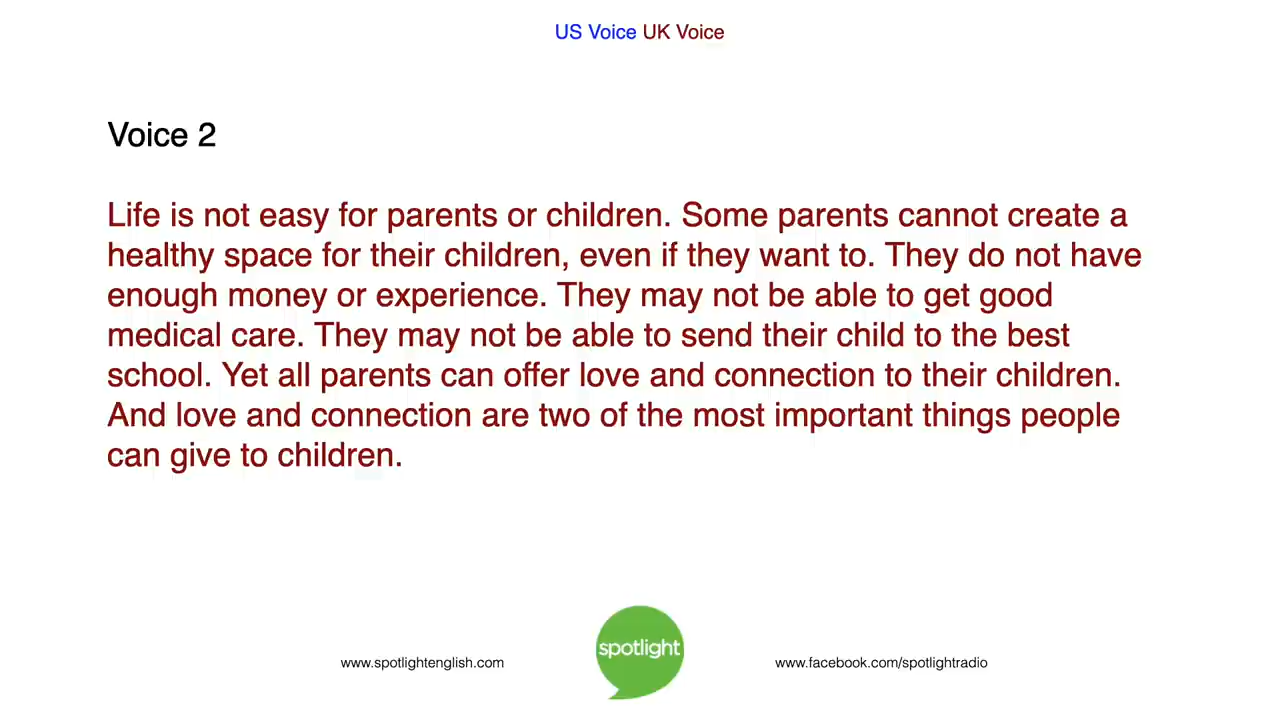 US Voice UK Voice
Voice 2
Life is not easy for parents or children. Some parents cannot create a
healthy space for their children, even if they want to. They do not have
enough money or experience. They may not be able to get good
medical care. They may not be able to send their child to the best
school. Yet all parents can offer love and connection to their children.
And love and connection are two of the most important things people
can give to children.
spotlight
www.spotlightenglish.com
www.facebook.com/spotlightradio